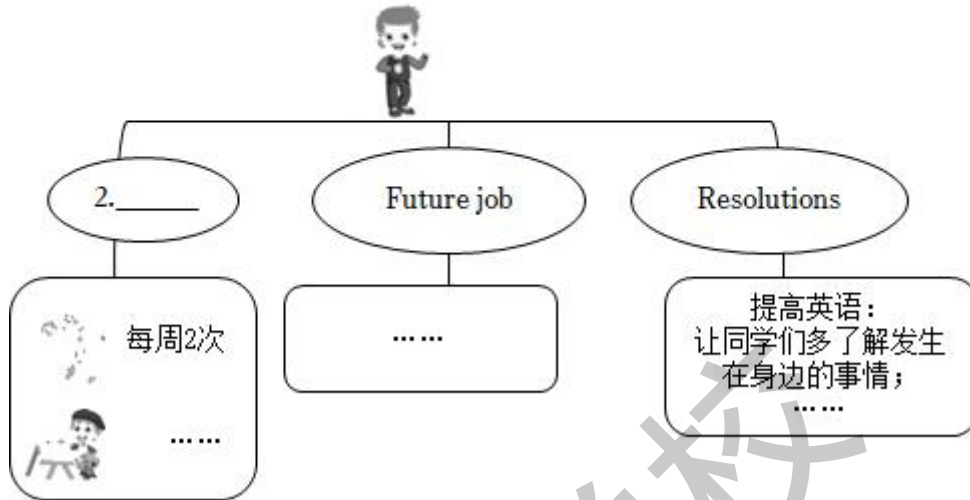 2.______
Future job
Resolutions
每周2次
……
……
提高英语：
让同学们多了解发生
在身边的事情；
……